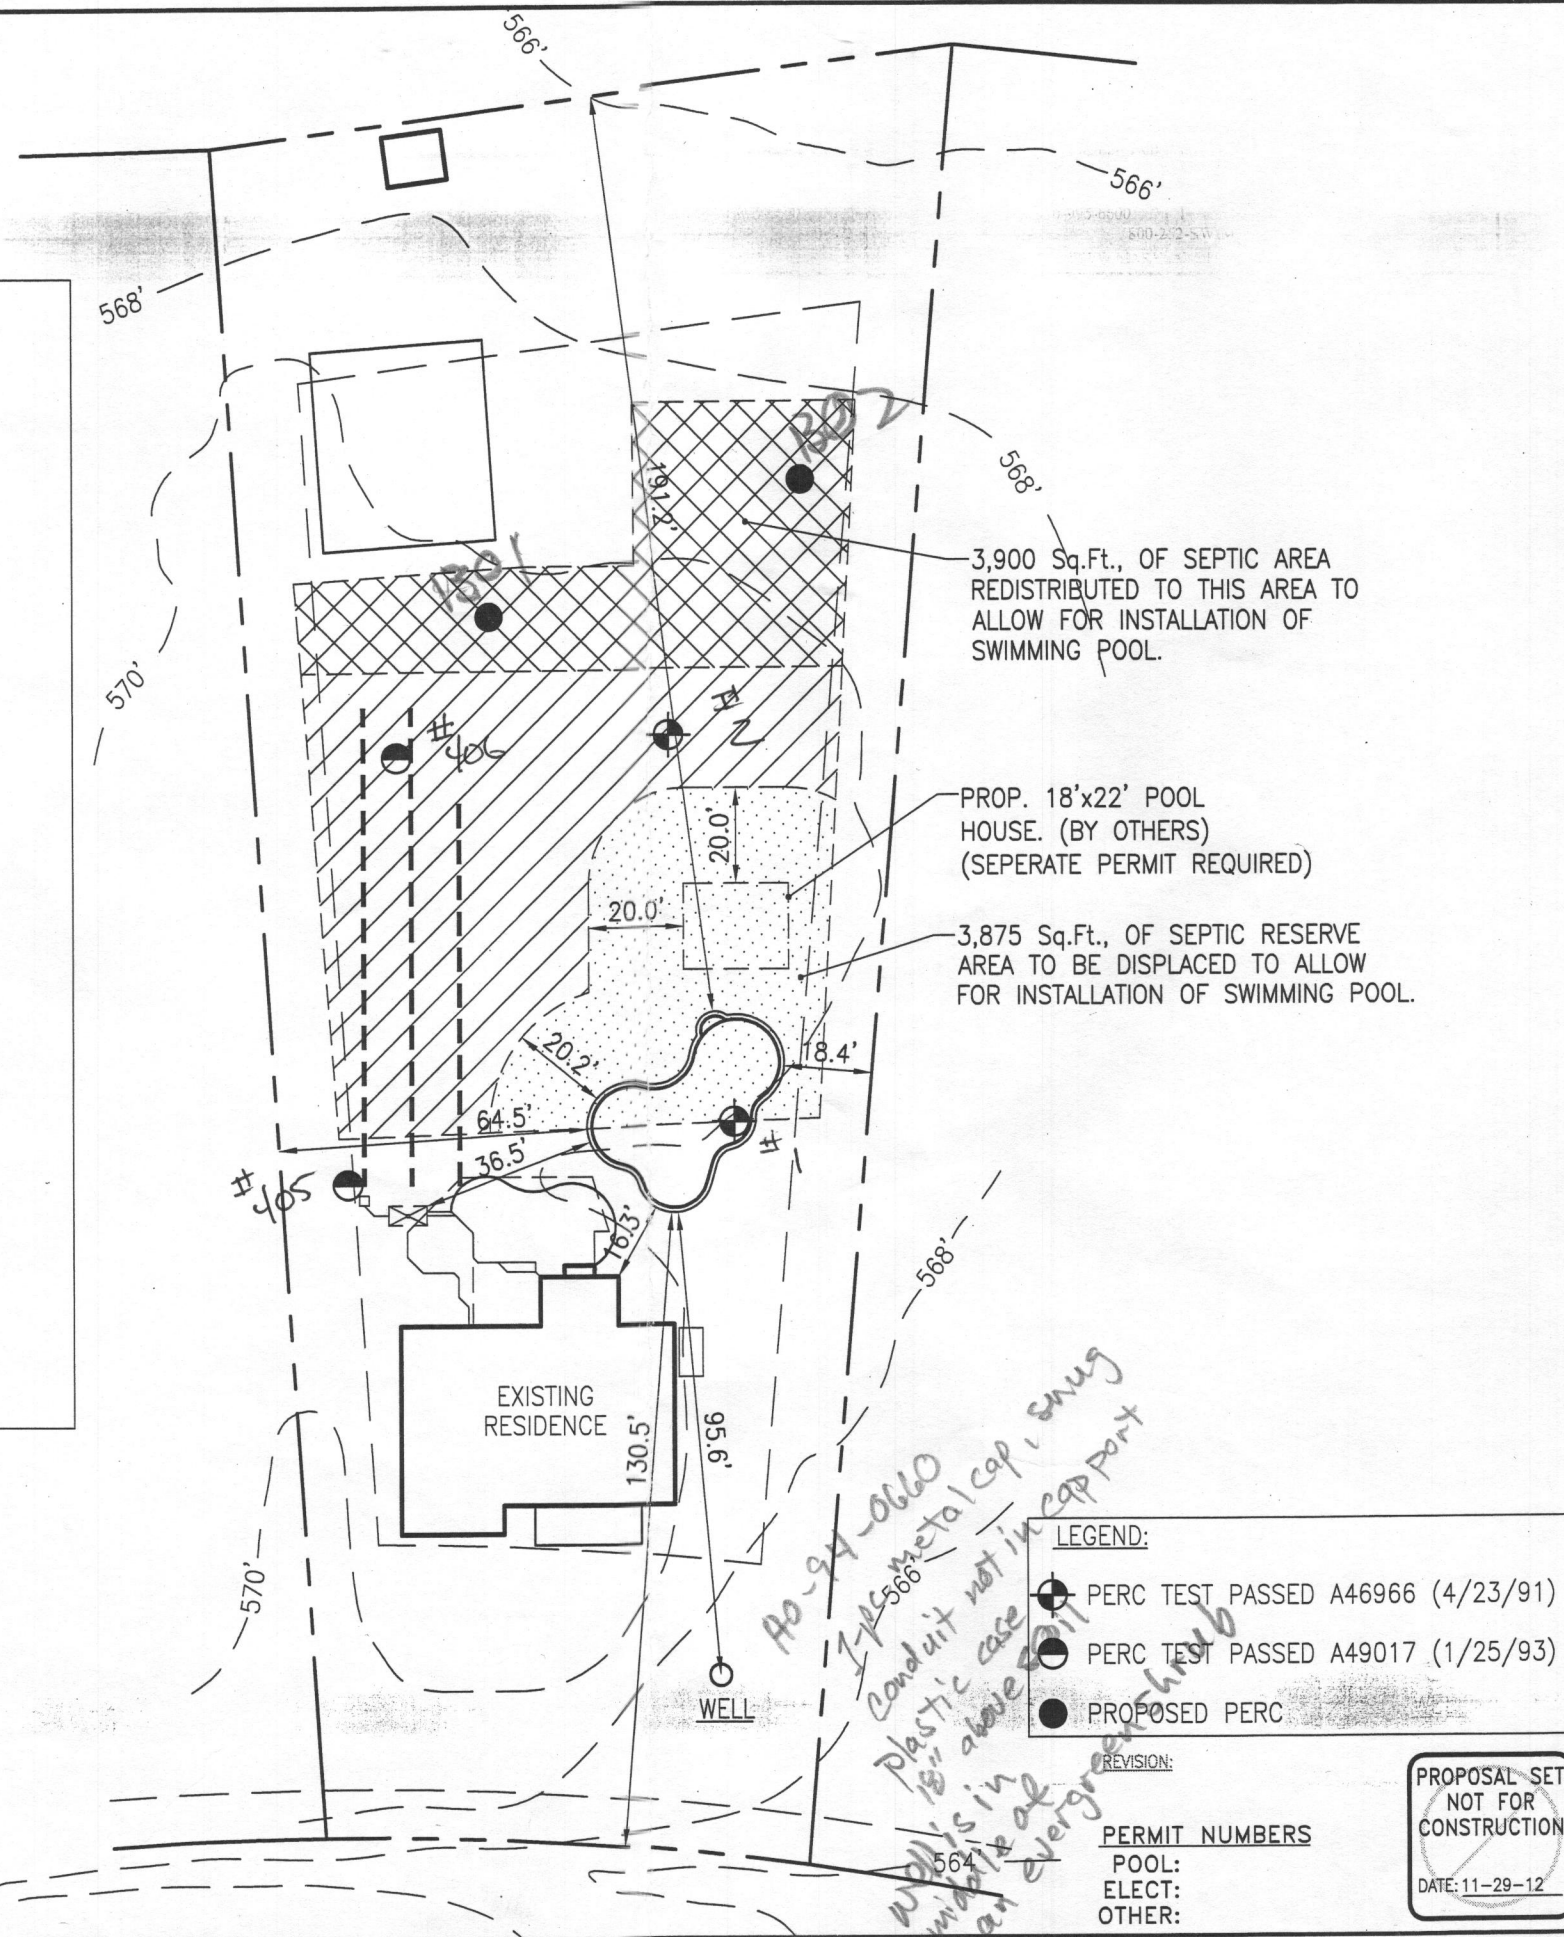 566'
566'
568'
1302
191.2'
568'
1301
3,900 Sq.Ft., OF SEPTIC AREA
REDISTRIBUTED TO THIS AREA TO
ALLOW FOR INSTALLATION OF
SWIMMING POOL.
570'
#
406
#
2
20.0'
PROP. 18'x22' POOL
HOUSE. (BY OTHERS)
(SEPERATE PERMIT REQUIRED)
20.0'
3,875 Sq.Ft., OF SEPTIC RESERVE
AREA TO BE DISPLACED TO ALLOW
FOR INSTALLATION OF SWIMMING POOL.
20.2'
18.4'
64.5'
36.5'
#
1
#
405
16.3'
568'
EXISTING
RESIDENCE
130.5'
95.6'
570'
HO-94-0660
1-pc metal cap, snug
conduit not in cap port
plastic case
18" above soil
well is in
middle of
an evergreen shrub
566'
WELL
LEGEND:
PERC TEST PASSED A46966 (4/23/91)
PERC TEST PASSED A49017 (1/25/93)
PROPOSED PERC
REVISION:
PERMIT NUMBERS
POOL:
ELECT:
OTHER:
564'
PROPOSAL SET
NOT FOR
CONSTRUCTION
DATE: 11-29-12